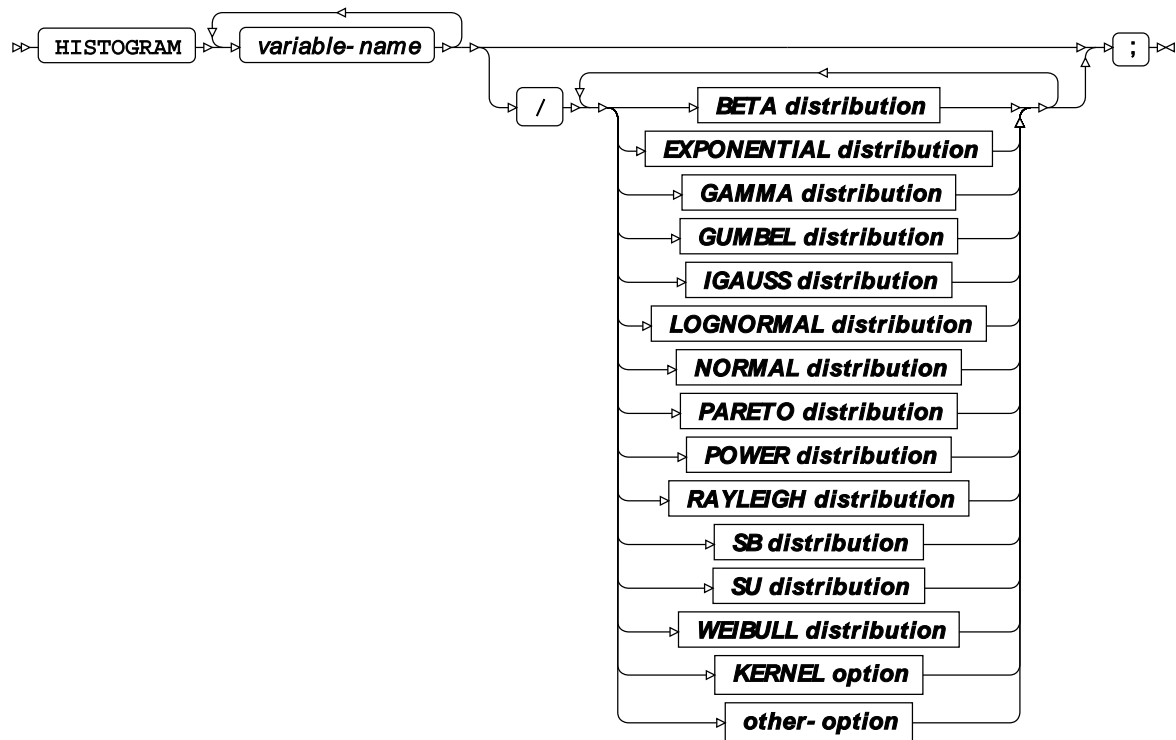 HISTOGRAM variable-name ;
/ BETA distribution
EXPONENTIAL distribution
GAMMA distribution
GUMBEL distribution
IGAUSS distribution
LOGNORMAL distribution
NORMAL distribution
PARETO distribution
POWER distribution
RAYLEIGH distribution
SB distribution
SU distribution
WEIBULL distribution
KERNEL option
other-option